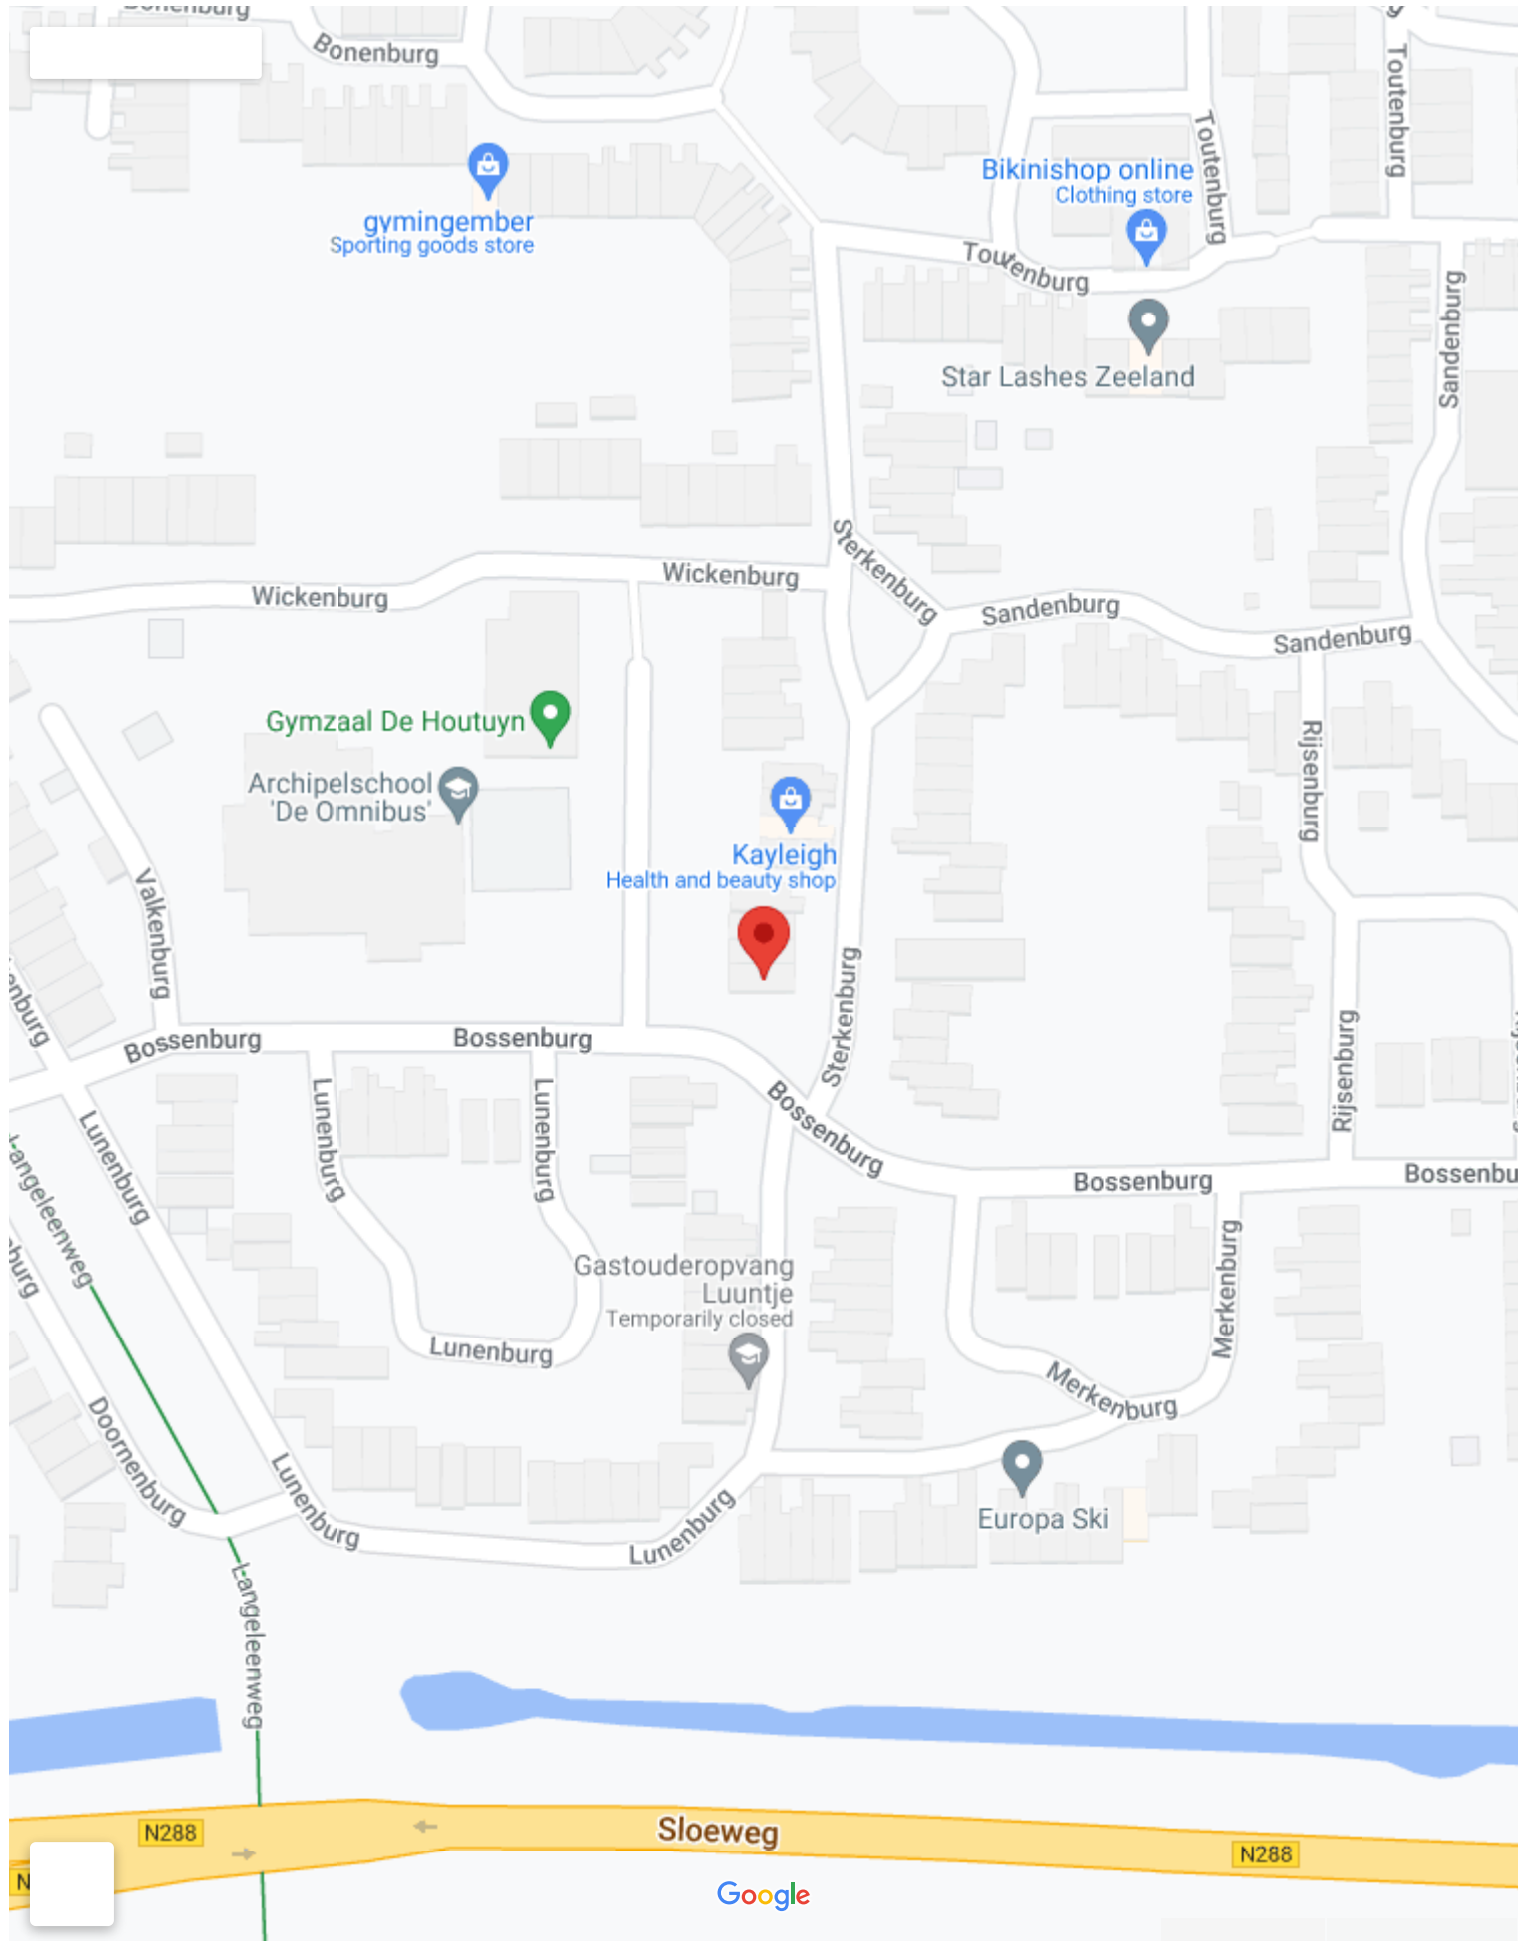 Bonenburg
Bonenburg
Toutenburg
Toutenburg
Bikinishop online
Clothing store
gymingember
Sporting goods store
Toutenburg
Sandenburg
Star Lashes Zeeland
Sterkenburg
Wickenburg
Wickenburg
Sandenburg
Sandenburg
Gymzaal De Houtuyn
Rijsenburg
Archipelschool
'De Omnibus'
Kayleigh
Health and beauty shop
Valkenburg
Sterkenburg
enburg
Bossenburg
Bossenburg
Rijsenburg
Lunenburg
Lunenburg
Lunenburg
Bossenburg
Bossenburg
Bossenbu
Langeleenweg
Merkenburg
burg
Gastouderopvang
Luuntje
Temporarily closed
Lunenburg
Merkenburg
Doornenburg
Lunenburg
Lunenburg
Europa Ski
Langeleenweg
N288
Sloeweg
N288
N
Google